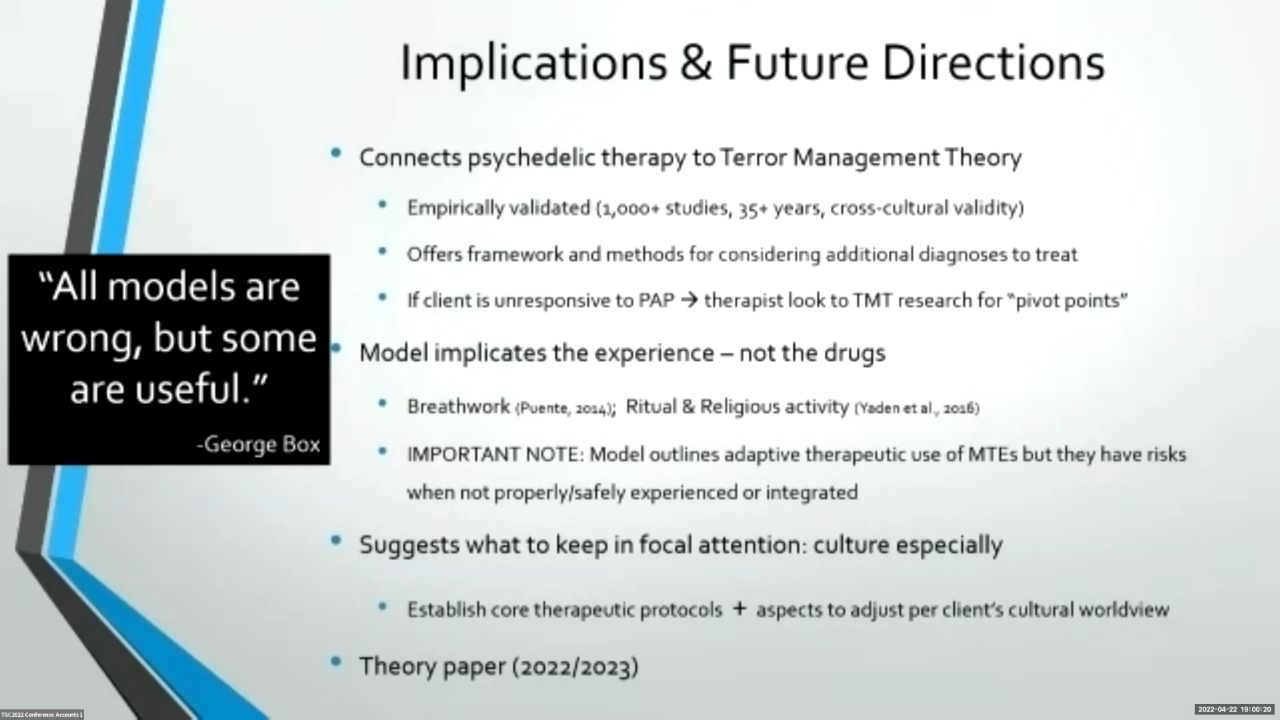 Implications & Future Directions
• Connects psychedelic therapy to Terror Management Theory
• Empirically validated (1,000+ studies, 35+ years, cross-cultural validity)
• Offers framework and methods for considering additional diagnoses to treat
• If client is unresponsive to PAP → therapist look to TMT research for “pivot points”
“All models are
wrong, but some
are useful.”
-George Box
• Model implicates the experience – not the drugs
• Breathwork (Puente, 2014); Ritual & Religious activity (Yaden et al., 2016)
• IMPORTANT NOTE: Model outlines adaptive therapeutic use of MTEs but they have risks
when not properly/safely experienced or integrated
• Suggests what to keep in focal attention: culture especially
• Establish core therapeutic protocols + aspects to adjust per client’s cultural worldview
• Theory paper (2022/2023)
TSC2022 Conference Accounts 1
2022-04-22 19:00:20